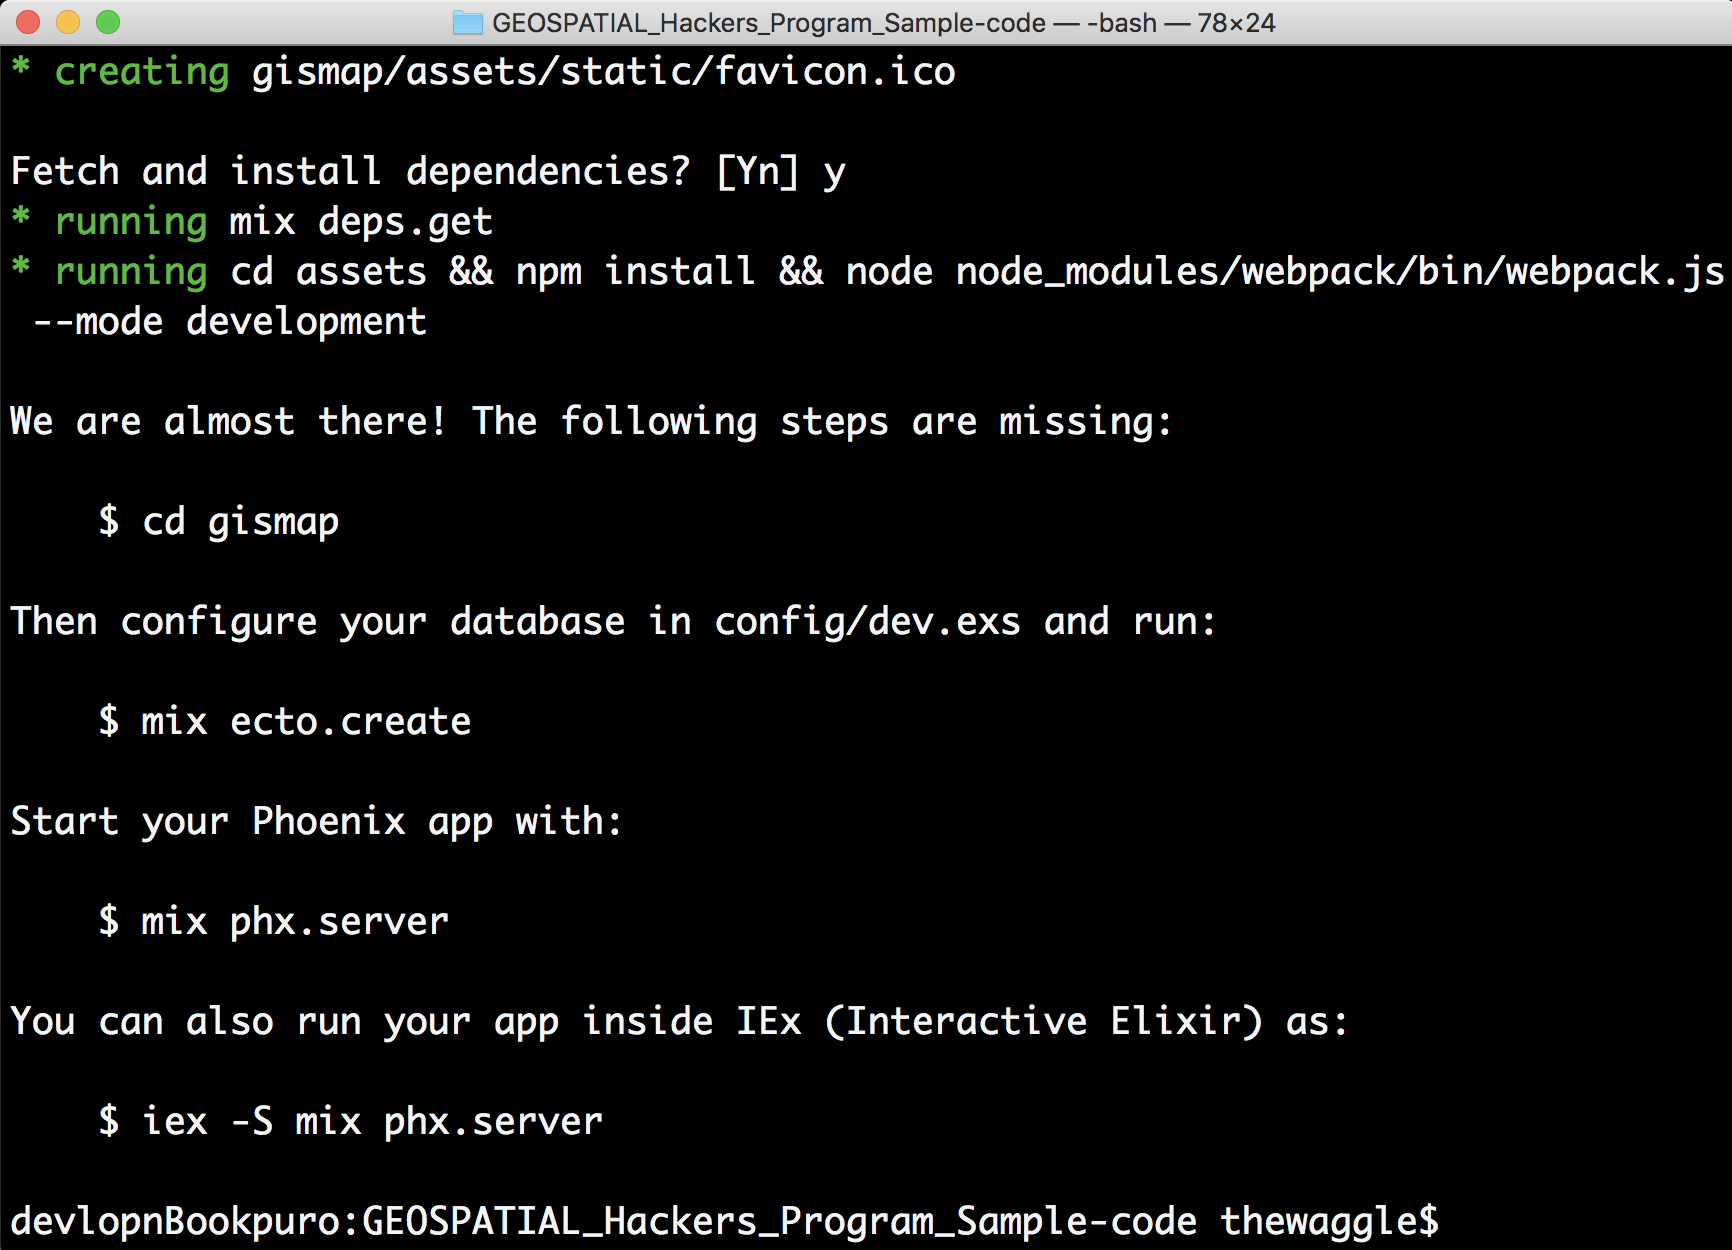 GEOSPATIAL_Hackers_Program_Sample-code — -bash — 78×24
* creating gismap/assets/static/favicon.ico
Fetch and install dependencies? [Yn] y
* running mix deps.get
* running cd assets && npm install && node node_modules/webpack/bin/webpack.js
--mode development
We are almost there! The following steps are missing:
$ cd gismap
Then configure your database in config/dev.exs and run:
$ mix ecto.create
Start your Phoenix app with:
$ mix phx.server
You can also run your app inside IEx (Interactive Elixir) as:
$ iex -S mix phx.server
devlopnBookpuro:GEOSPATIAL_Hackers_Program_Sample-code thewaggle$